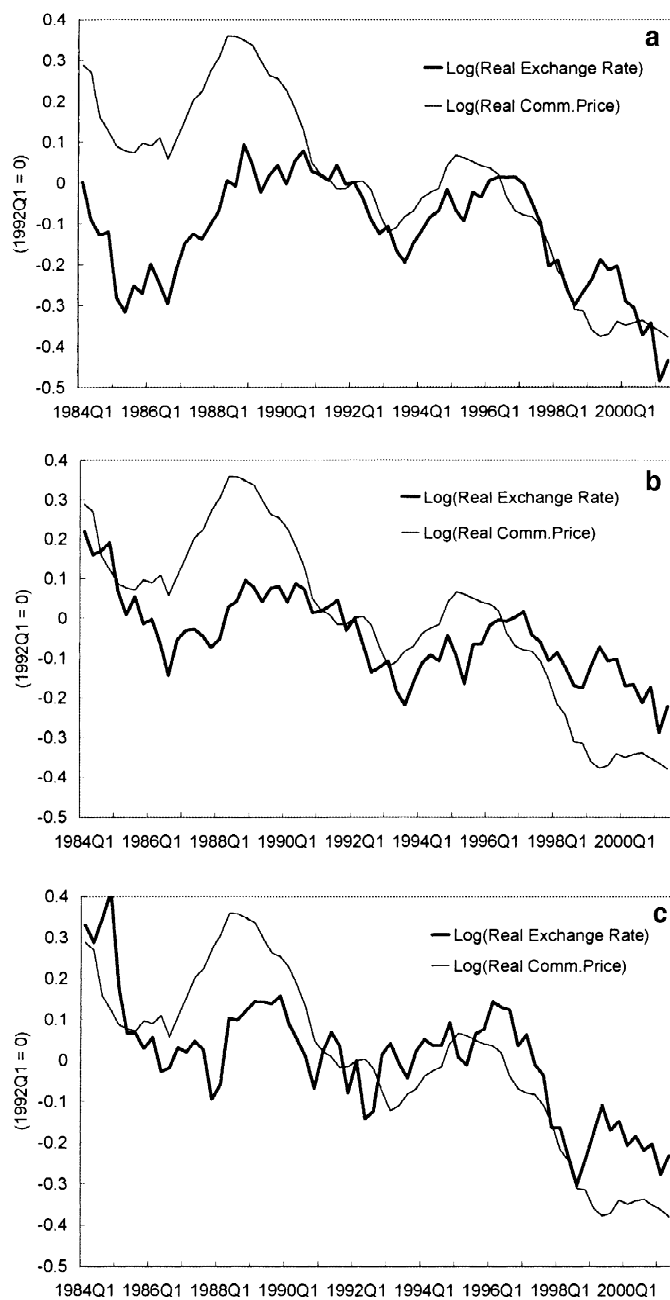 0.4
a
Log(Real Exchange Rate)
0.3
Log(Real Comm.Price)
0.2
0.1
0
-0.1
-0.2
-0.3
-0.4
-0.5
(1992Q1 = 0)
1984Q1 1986Q1 1988Q1 1990Q1 1992Q1 1994Q1 1996Q1 1998Q1 2000Q1
0.4
b
Log(Real Exchange Rate)
0.3
Log(Real Comm.Price)
0.2
0.1
0
-0.1
-0.2
-0.3
-0.4
-0.5
(1992Q1 = 0)
1984Q1 1986Q1 1988Q1 1990Q1 1992Q1 1994Q1 1996Q1 1998Q1 2000Q1
0.4
c
Log(Real Exchange Rate)
0.3
Log(Real Comm.Price)
0.2
0.1
0
-0.1
-0.2
-0.3
-0.4
-0.5
(1992Q1 = 0)
1984Q1 1986Q1 1988Q1 1990Q1 1992Q1 1994Q1 1996Q1 1998Q1 2000Q1